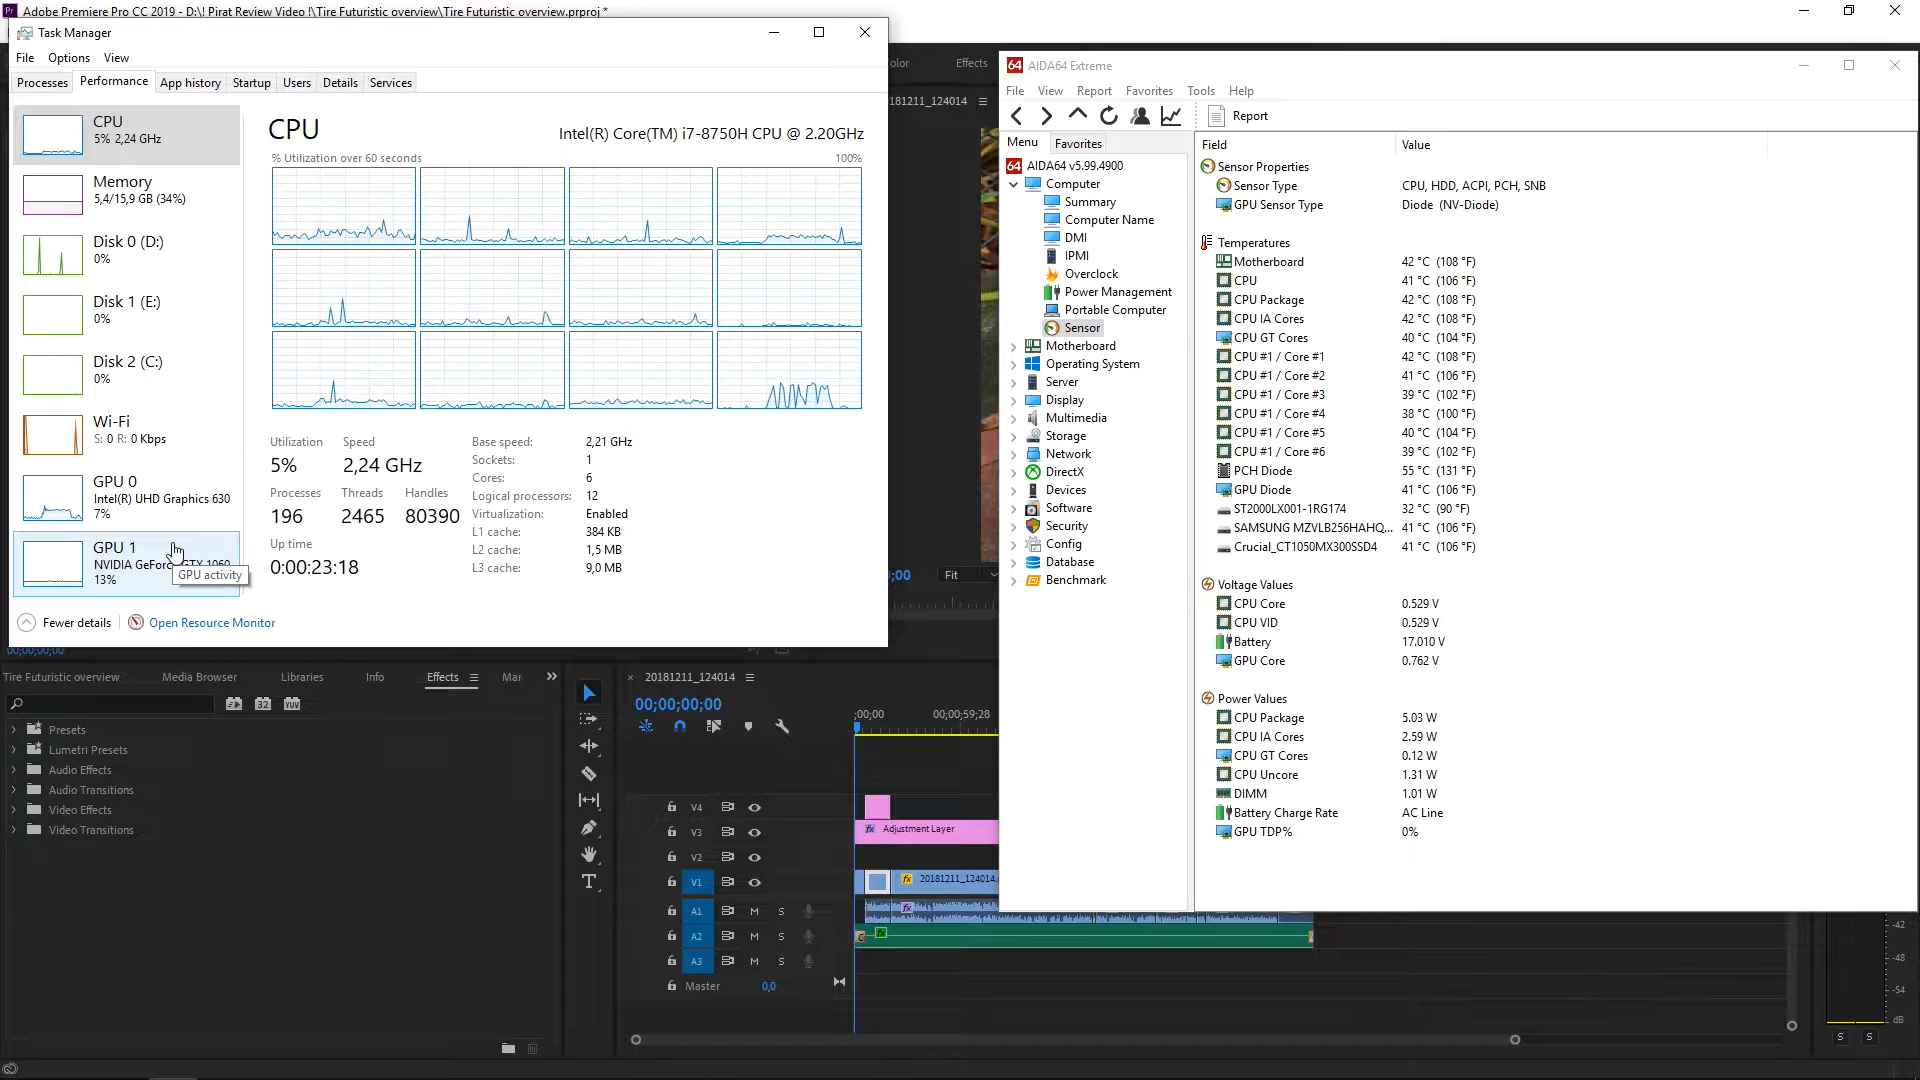 Adobe Premiere Pro CC 2019 - D:\! Pirat Review Video !\Tire Futuristic overview\Tire Futuristic overview.prproj *
Task Manager
File Options View
Processes Performance App history Startup Users Details Services
CPU
5% 2,24 GHz
Memory
5,4/15,9 GB (34%)
Disk 0 (D:)
0%
Disk 1 (E:)
0%
Disk 2 (C:)
0%
Wi-Fi
S: 0 R: 0 Kbps
GPU 0
Intel(R) UHD Graphics 630
7%
GPU 1
NVIDIA GeForce GTX 1060
13%
GPU activity
CPU
Intel(R) Core(TM) i7-8750H CPU @ 2.20GHz
% Utilization over 60 seconds 100%
Utilization Speed
5% 2,24 GHz
Processes Threads Handles
196 2465 80390
Up time
0:00:23:18
Base speed: 2,21 GHz
Sockets: 1
Cores: 6
Logical processors: 12
Virtualization: Enabled
L1 cache: 384 KB
L2 cache: 1,5 MB
L3 cache: 9,0 MB
Fewer details Open Resource Monitor
olor Effects
181211_124014
:00 Fit
64 AIDA64 Extreme
File View Report Favorites Tools Help
Report
Menu Favorites
64 AIDA64 v5.99.4900
Computer
Summary
Computer Name
DMI
IPMI
Overclock
Power Management
Portable Computer
Sensor
Motherboard
Operating System
Server
Display
Multimedia
Storage
Network
DirectX
Devices
Software
Security
Config
Database
Benchmark
Field Value
Sensor Properties
Sensor Type CPU, HDD, ACPI, PCH, SNB
GPU Sensor Type Diode (NV-Diode)
Temperatures
Motherboard 42 °C (108 °F)
CPU 41 °C (106 °F)
CPU Package 42 °C (108 °F)
CPU IA Cores 42 °C (108 °F)
CPU GT Cores 40 °C (104 °F)
CPU #1 / Core #1 42 °C (108 °F)
CPU #1 / Core #2 41 °C (106 °F)
CPU #1 / Core #3 39 °C (102 °F)
CPU #1 / Core #4 38 °C (100 °F)
CPU #1 / Core #5 40 °C (104 °F)
CPU #1 / Core #6 39 °C (102 °F)
PCH Diode 55 °C (131 °F)
GPU Diode 41 °C (106 °F)
ST2000LX001-1RG174 32 °C (90 °F)
SAMSUNG MZVLB256HAHQ... 41 °C (106 °F)
Crucial_CT1050MX300SSD4 41 °C (106 °F)
Voltage Values
CPU Core 0.529 V
CPU VID 0.529 V
Battery 17.010 V
GPU Core 0.762 V
Power Values
CPU Package 5.03 W
CPU IA Cores 2.59 W
CPU GT Cores 0.12 W
CPU Uncore 1.31 W
DIMM 1.01 W
Battery Charge Rate AC Line
GPU TDP% 0%
00;00;00;00
Tire Futuristic overview Media Browser Libraries Info Effects Mar
32 YUV
Presets
Lumetri Presets
Audio Effects
Audio Transitions
Video Effects
Video Transitions
20181211_124014
00;00;00;00
;00;00 00;00;59;28
V4
V3 fx Adjustment Layer
V2
V1 fx 20181211_124014.
A1 M S fx
A2 M S
A3 M S
Master 0,0
-42
-48
-54
dB
S S